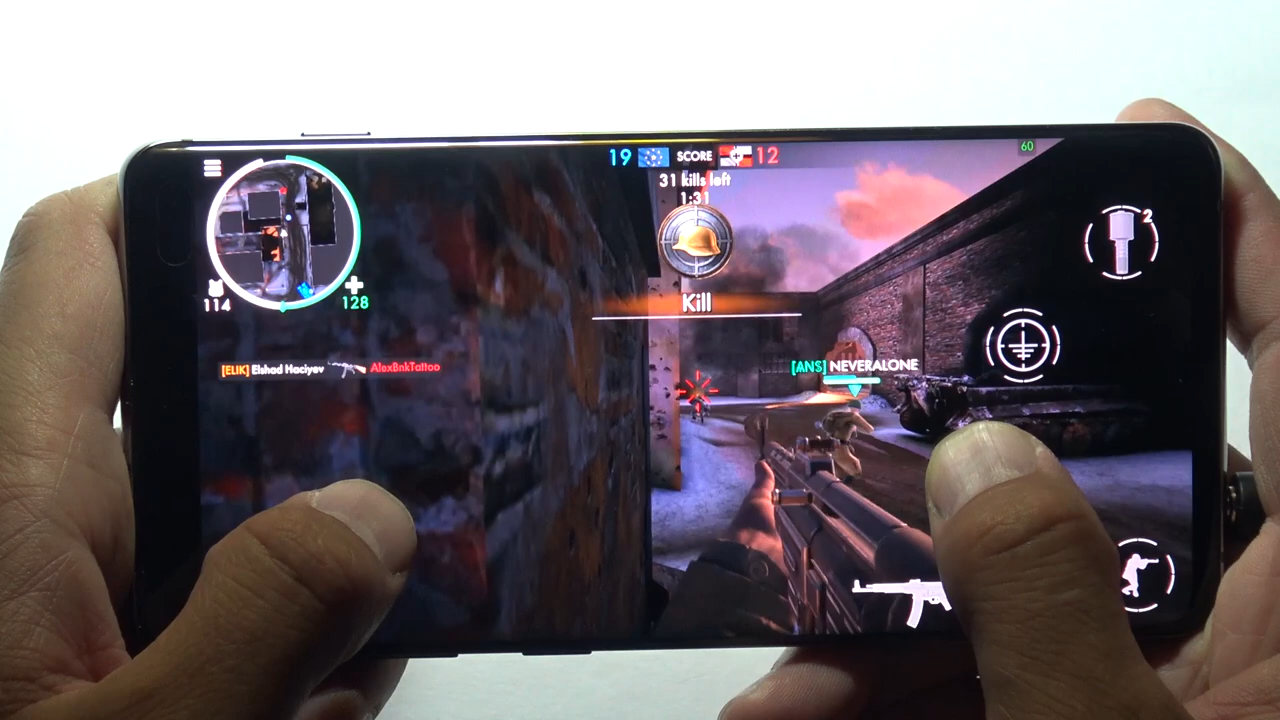 19 SCORE 12
60
31 kills left
1:31
2
114
128
Kill
[ELIK] Elshad Haciyev AlexBnkTattoo
[ANS] NEVERALONE